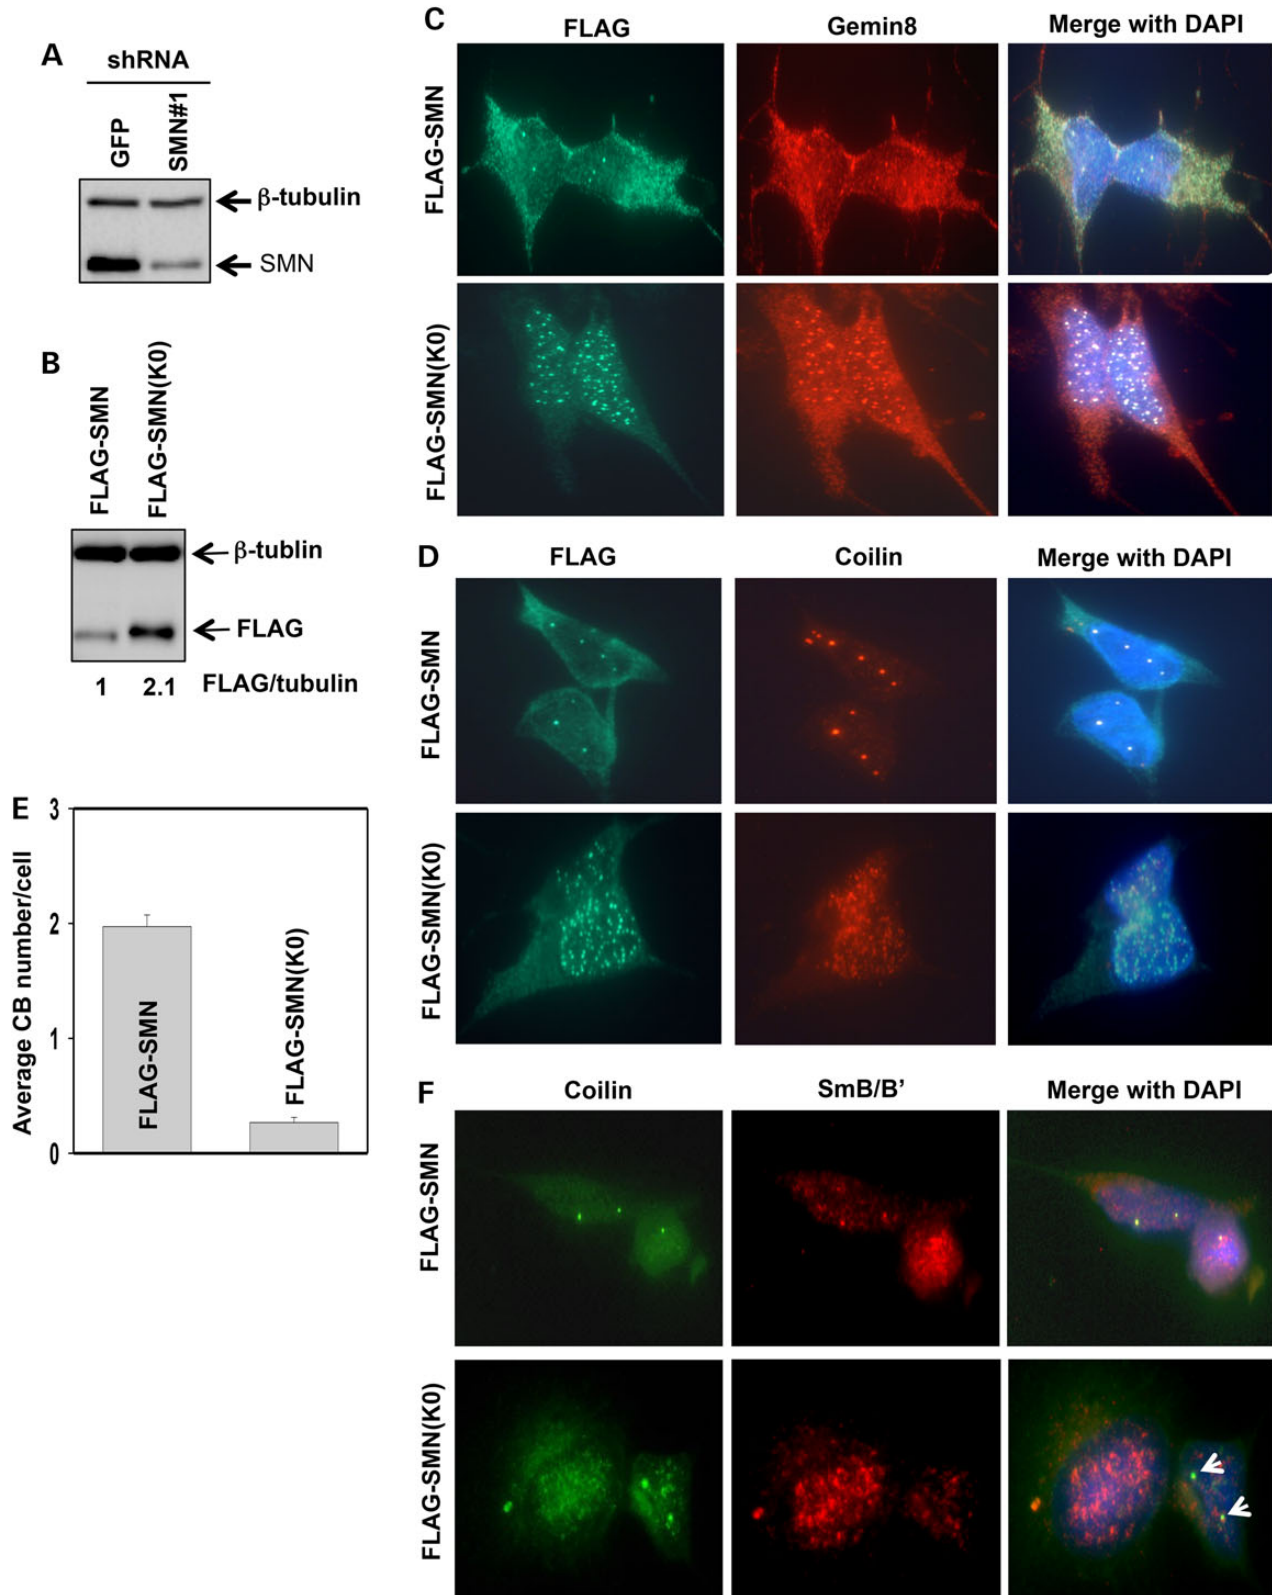 A
shRNA
GFP
SMN#1
β-tubulin
SMN
B
FLAG-SMN
FLAG-SMN(K0)
β-tublin
FLAG
1 2.1 FLAG/tubulin
C
FLAG Gemin8 Merge with DAPI
FLAG-SMN
FLAG-SMN(K0)
D
FLAG Coilin Merge with DAPI
FLAG-SMN
FLAG-SMN(K0)
E
Average CB number/cell
3
2
1
0
FLAG-SMN
FLAG-SMN(K0)
F
Coilin SmB/B’ Merge with DAPI
FLAG-SMN
FLAG-SMN(K0)